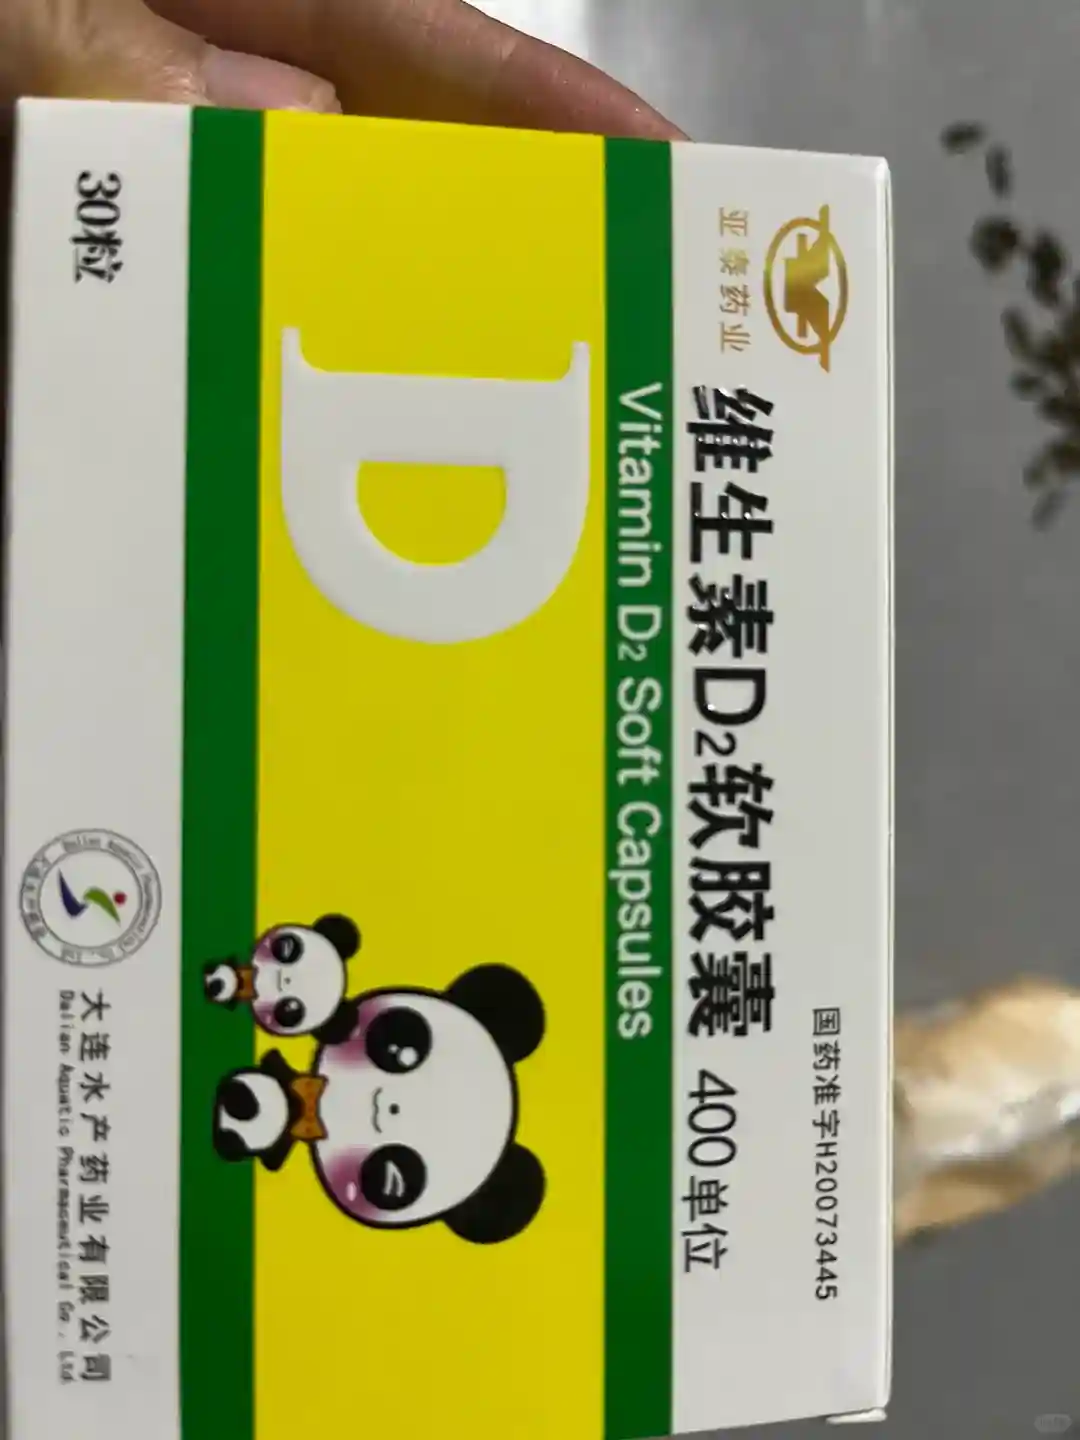 国药准字H20073445
亚泰药业
维生素D2软胶囊 400单位
Vitamin D2 Soft Capsules
D
30粒
大连水产药业有限公司
Dalian Aquatic Pharmaceutical Co., Ltd.